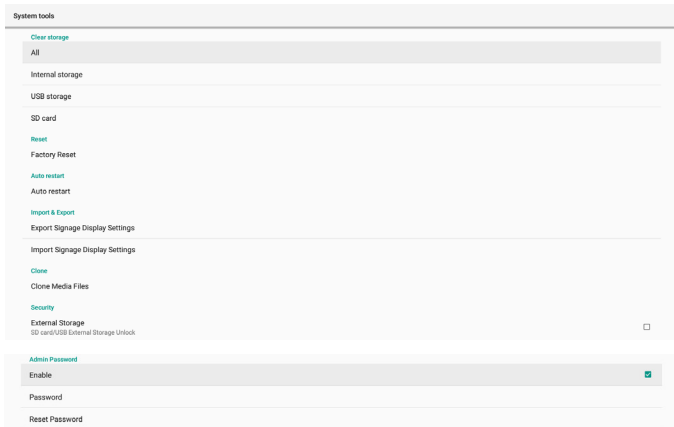 System tools
Clear storage
All
Internal storage
USB storage
SD card
Reset
Factory Reset
Auto restart
Auto restart
Import & Export
Export Signage Display Settings
Import Signage Display Settings
Clone
Clone Media Files
Security
External Storage
SD card/USB External Storage Unlock
Admin Password
Enable
Password
Reset Password